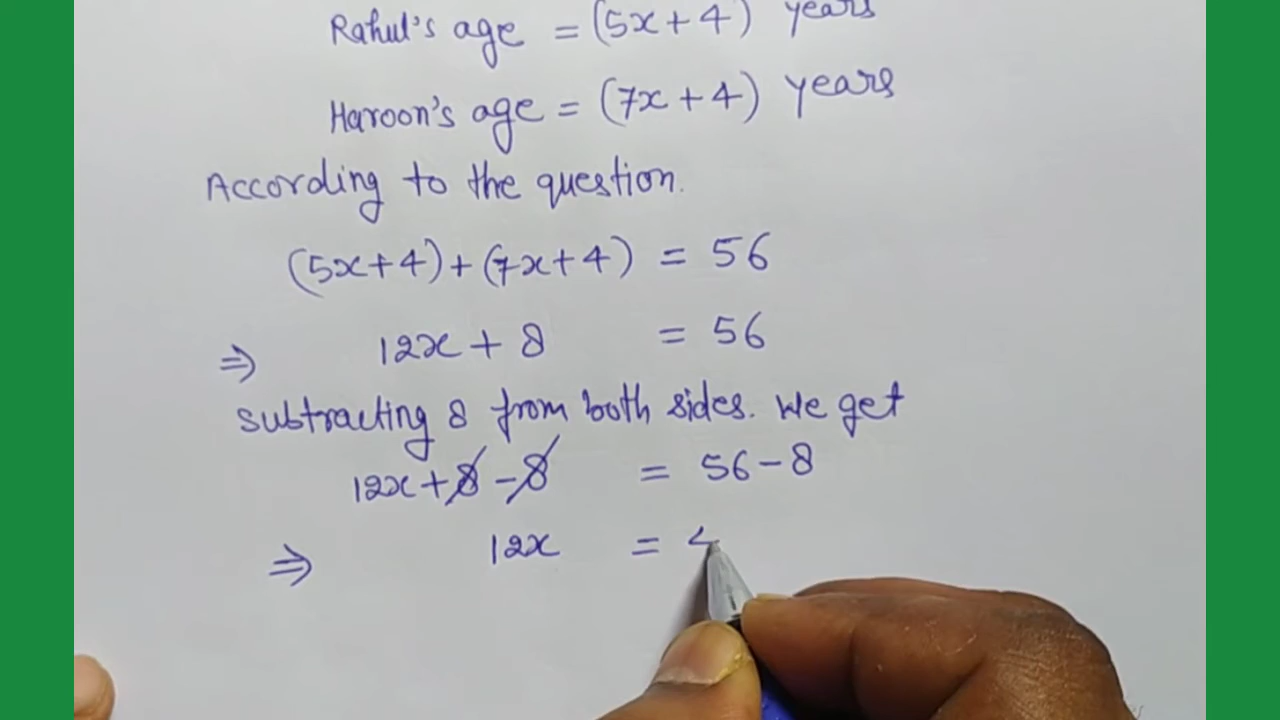 Rahul's age = (5x+4) years
Haroon's age = (7x+4) years
According to the question.
(5x+4)+(7x+4) = 56
⇒ 12x + 8 = 56
Subtracting 8 from both sides. We get
12x+8-8 = 56-8
⇒ 12x = 4